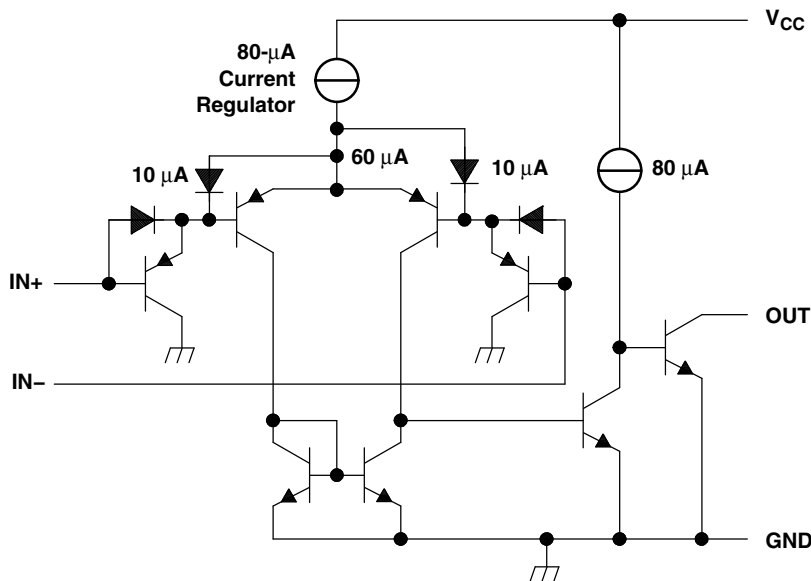 V_CC
80-μA
Current
Regulator
60 μA
10 μA
10 μA
80 μA
IN+
OUT
IN−
GND